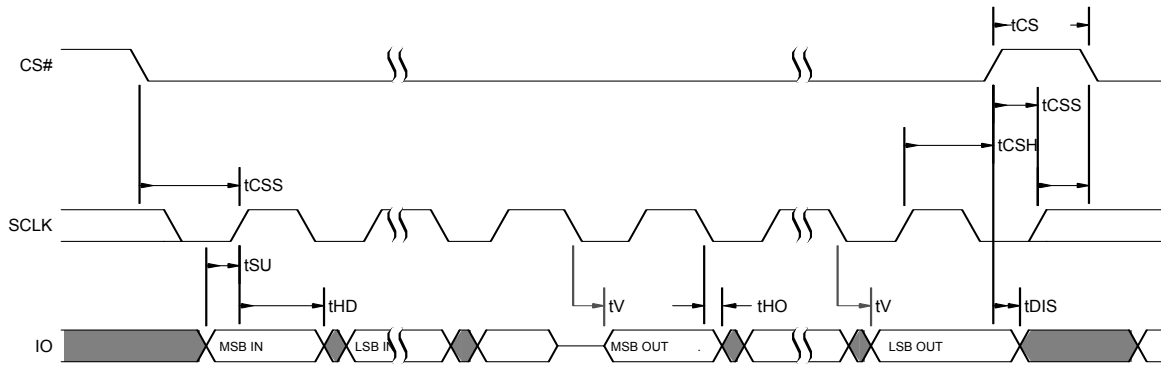 tCS
CS#
tCSS
tCSH
tCSS
SCLK
tSU
tHD
tV
tHO
tV
tDIS
IO
MSB IN
LSB IN
MSB OUT .
LSB OUT